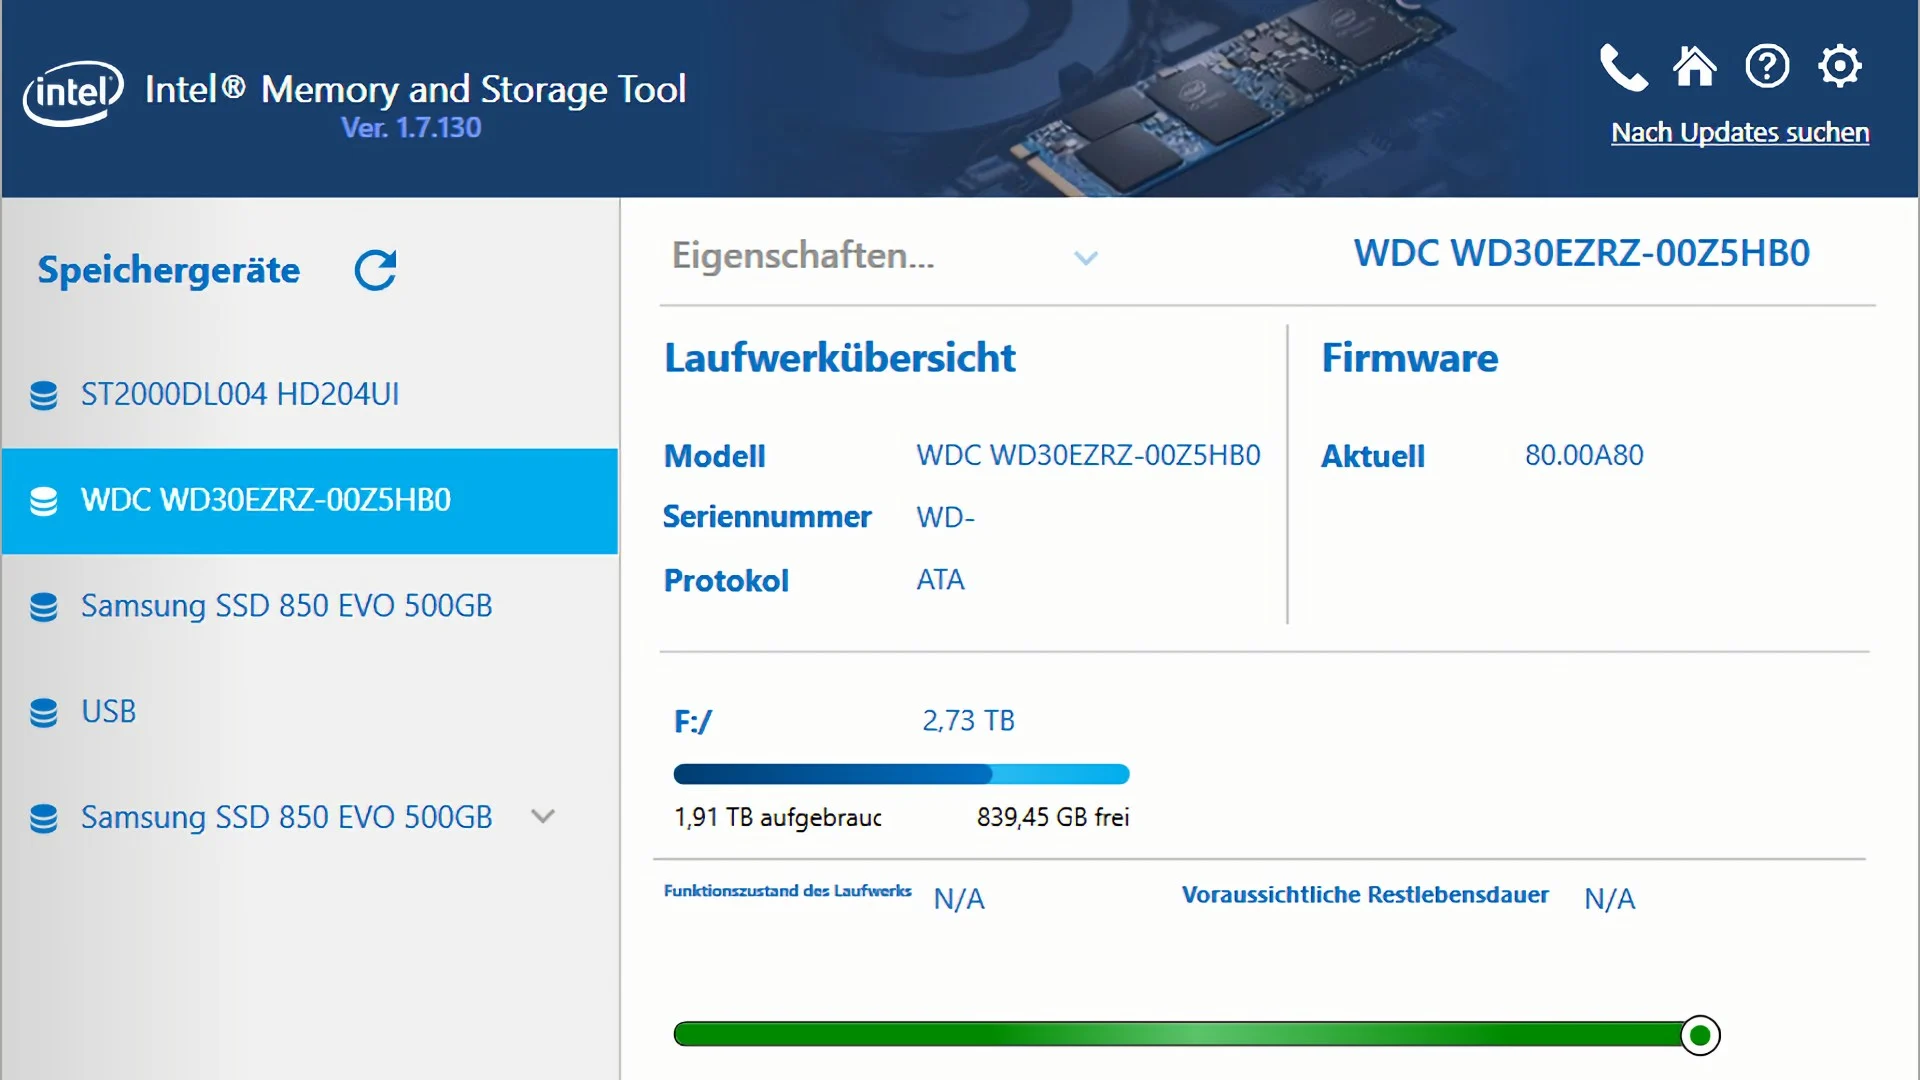 intel Intel® Memory and Storage Tool
Ver. 1.7.130
Nach Updates suchen
Speichergeräte
ST2000DL004 HD204UI
WDC WD30EZRZ-00Z5HB0
Samsung SSD 850 EVO 500GB
USB
Samsung SSD 850 EVO 500GB
Eigenschaften...
WDC WD30EZRZ-00Z5HB0
Laufwerkübersicht
Modell WDC WD30EZRZ-00Z5HB0
Seriennummer WD-
Protokol ATA
Firmware
Aktuell 80.00A80
F:/ 2,73 TB
1,91 TB aufgebrauc 839,45 GB frei
Funktionszustand des Laufwerks N/A
Voraussichtliche Restlebensdauer N/A